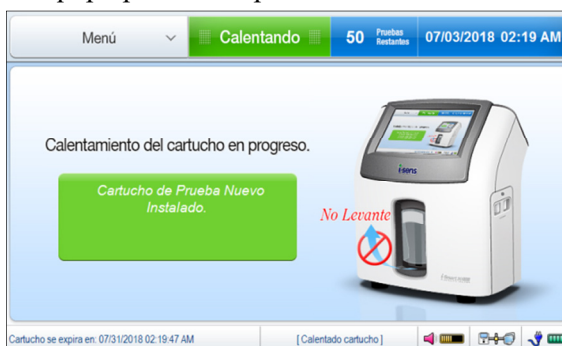 Menú
Calentando
50 Pruebas Restantes
07/03/2018 02:19 AM
Calentamiento del cartucho en progreso.
Cartucho de Prueba Nuevo
Instalado.
i-sens
No Levante
Cartucho se expira en: 07/31/2018 02:19:47 AM
[ Calentado cartucho ]